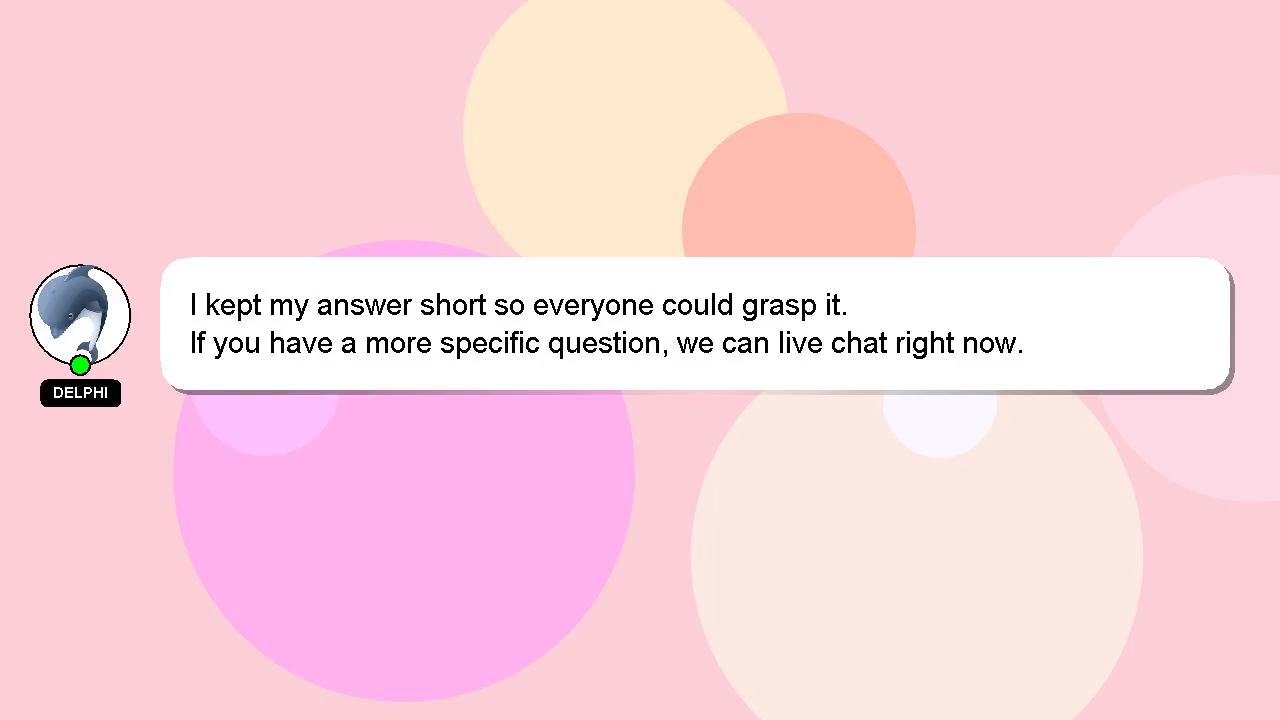 I kept my answer short so everyone could grasp it.
If you have a more specific question, we can live chat right now.
DELPHI